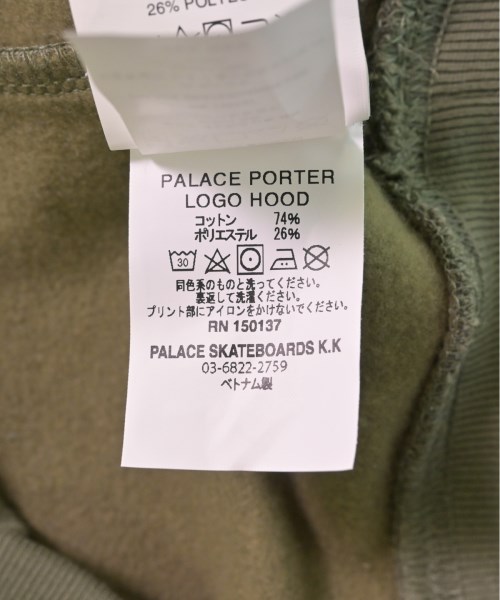 26% POLYES
PALACE PORTER
LOGO HOOD
コットン 74%
ポリエステル 26%
30
同色系のものと洗ってください。
裏返して洗濯ください。
プリント部にアイロンをかけないでください。
RN 150137
PALACE SKATEBOARDS K.K
03-6822-2759
ベトナム製